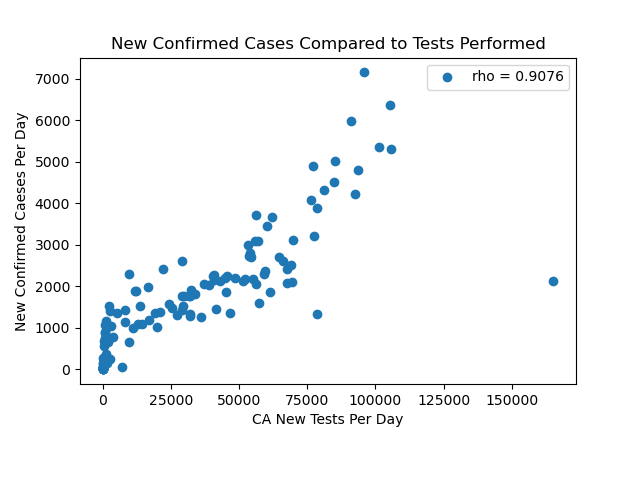 New Confirmed Cases Compared to Tests Performed
rho = 0.9076
New Confirmed Caeses Per Day
7000
6000
5000
4000
3000
2000
1000
0
0 25000 50000 75000 100000 125000 150000
CA New Tests Per Day